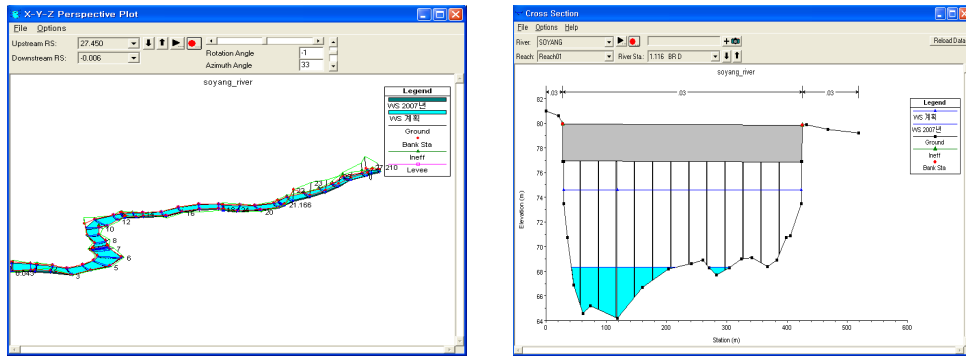 X-Y-Z Perspective Plot
File Options
Upstream RS: 27.450
Downstream RS: -0.006
Rotation Angle -1
Azimuth Angle 33
soyang_river
Legend
WS 2007년
WS 계획
Ground
Bank Sta
Ineff
Levee
27.210
23
22
21.166
20
16
12
10
8
7
6
5
3
Cross Section
File Options Help
River: SOYANG
Reload Data
Reach: Reach01 River Sta.: 1.116 BR D
soyang_river
.03 .03 .03
Legend
WS 계획
WS 2007년
Ground
Ineff
Bank Sta
Elevation (m)
82
80
78
76
74
72
70
68
66
64
0 100 200 300 400 500 600
Station (m)